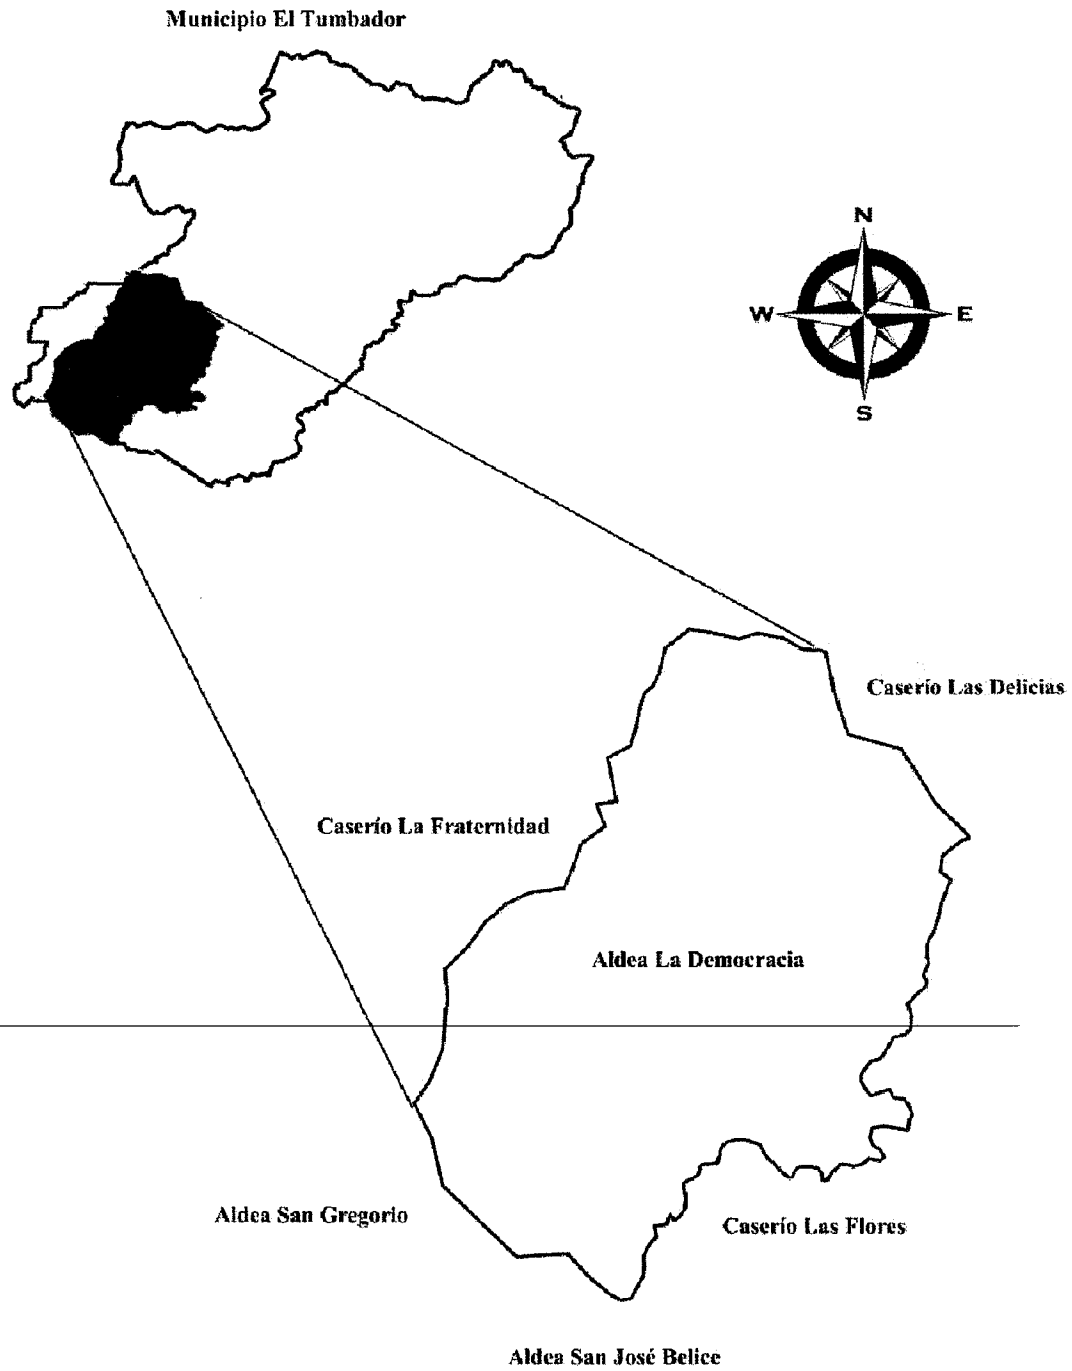 Municipio El Tumbador
N
W
E
S
Caserío Las Delicias
Caserío La Fraternidad
Aldea La Democracia
Aldea San Gregorio
Caserío Las Flores
Aldea San José Belice